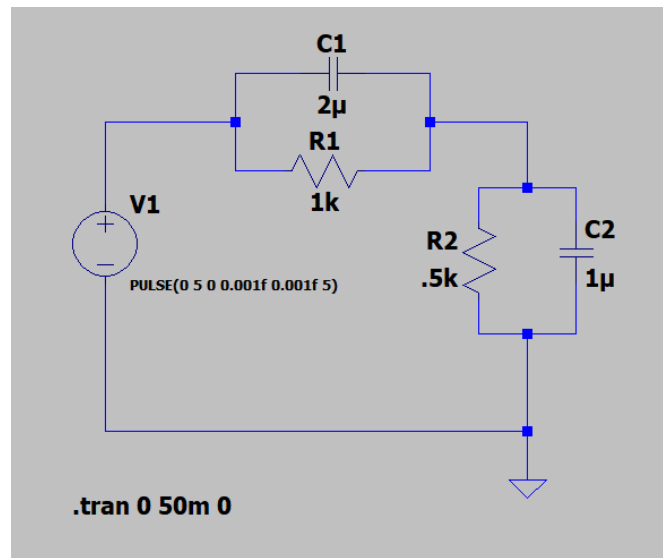 C1
2µ
R1
1k
V1
PULSE(0 5 0 0.001f 0.001f 5)
R2
.5k
C2
1µ
.tran 0 50m 0